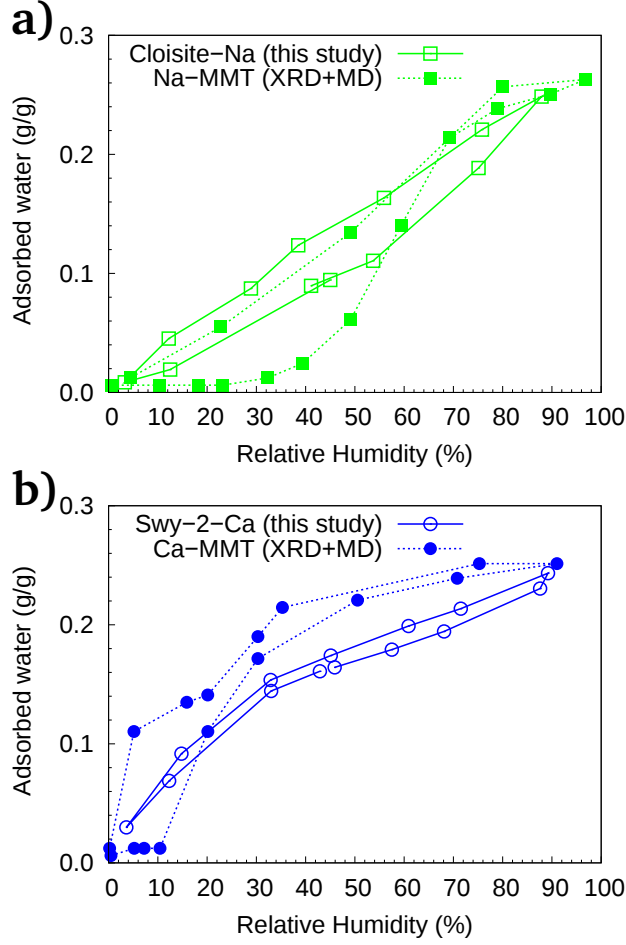 a)
0.3
Cloisite−Na (this study)
Na−MMT (XRD+MD)
0.2
0.1
0.0
Adsorbed water (g/g)
0 10 20 30 40 50 60 70 80 90 100
Relative Humidity (%)
b)
0.3
Swy−2−Ca (this study)
Ca−MMT (XRD+MD)
0.2
0.1
0.0
Adsorbed water (g/g)
0 10 20 30 40 50 60 70 80 90 100
Relative Humidity (%)